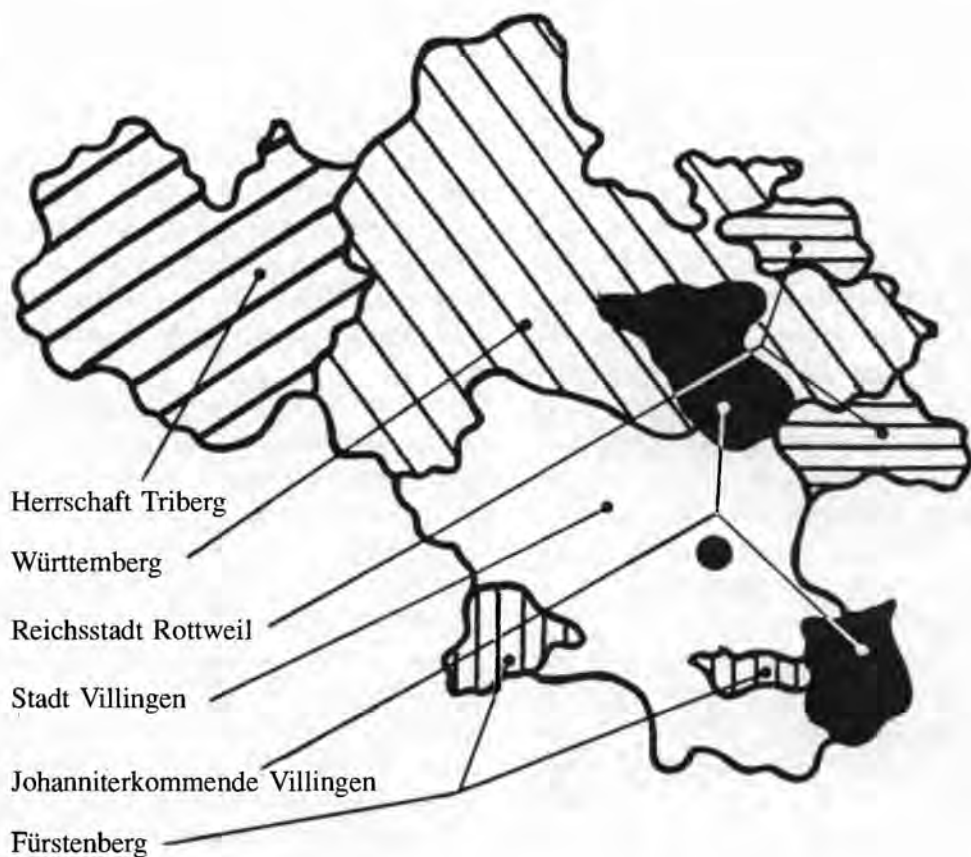 Herrschaft Triberg
Württemberg
Reichsstadt Rottweil
Stadt Villingen
Johanniterkommende Villingen
Fürstenberg